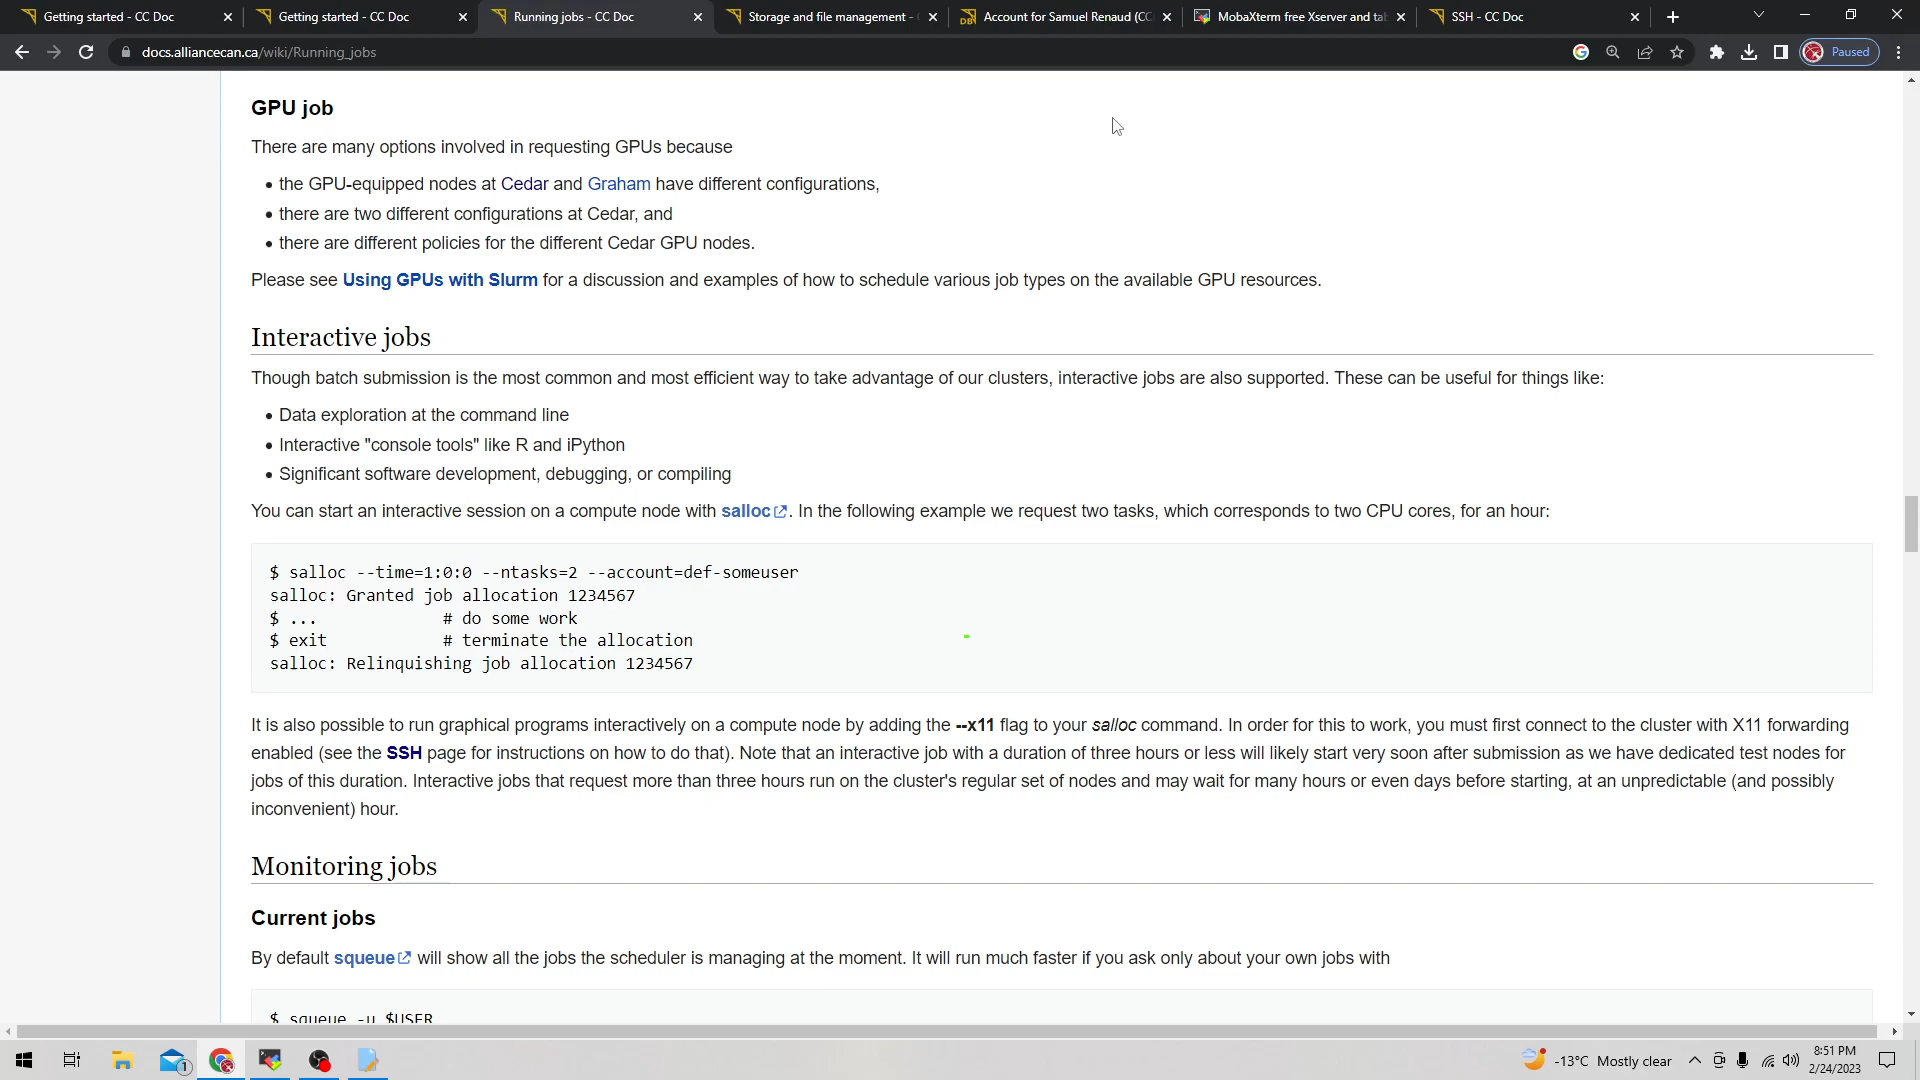 Getting started - CC Doc
Getting started - CC Doc
Running jobs - CC Doc
Storage and file management -
Account for Samuel Renaud (CC
MobaXterm free Xserver and ta
SSH - CC Doc
docs.alliancecan.ca/wiki/Running_jobs
Paused
GPU job
There are many options involved in requesting GPUs because
the GPU-equipped nodes at Cedar and Graham have different configurations,
there are two different configurations at Cedar, and
there are different policies for the different Cedar GPU nodes.
Please see Using GPUs with Slurm for a discussion and examples of how to schedule various job types on the available GPU resources.
Interactive jobs
Though batch submission is the most common and most efficient way to take advantage of our clusters, interactive jobs are also supported. These can be useful for things like:
Data exploration at the command line
Interactive "console tools" like R and iPython
Significant software development, debugging, or compiling
You can start an interactive session on a compute node with salloc. In the following example we request two tasks, which corresponds to two CPU cores, for an hour:
$ salloc --time=1:0:0 --ntasks=2 --account=def-someuser
salloc: Granted job allocation 1234567
$ ... # do some work
$ exit # terminate the allocation
salloc: Relinquishing job allocation 1234567
It is also possible to run graphical programs interactively on a compute node by adding the --x11 flag to your salloc command. In order for this to work, you must first connect to the cluster with X11 forwarding
enabled (see the SSH page for instructions on how to do that). Note that an interactive job with a duration of three hours or less will likely start very soon after submission as we have dedicated test nodes for
jobs of this duration. Interactive jobs that request more than three hours run on the cluster's regular set of nodes and may wait for many hours or even days before starting, at an unpredictable (and possibly
inconvenient) hour.
Monitoring jobs
Current jobs
By default squeue will show all the jobs the scheduler is managing at the moment. It will run much faster if you ask only about your own jobs with
$ squeue -u $USER
1
-13°C Mostly clear
8:51 PM
2/24/2023